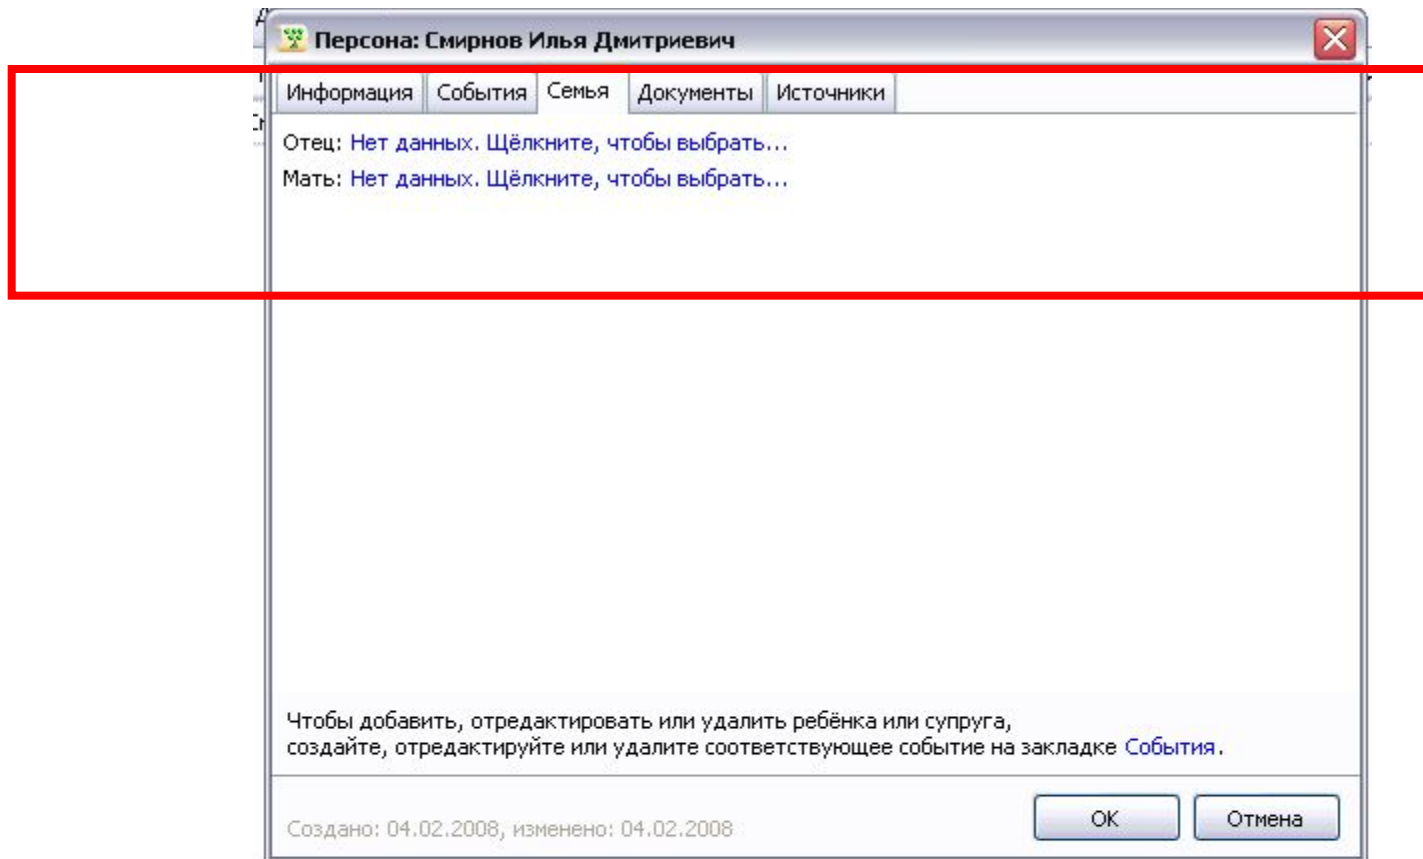 Персона: Смирнов Илья Дмитриевич
Информация События Семья Документы Источники
Отец: Нет данных. Щёлкните, чтобы выбрать...
Мать: Нет данных. Щёлкните, чтобы выбрать...
Чтобы добавить, отредактировать или удалить ребёнка или супруга,
создайте, отредактируйте или удалите соответствующее событие на закладке События.
Создано: 04.02.2008, изменено: 04.02.2008
ОК Отмена